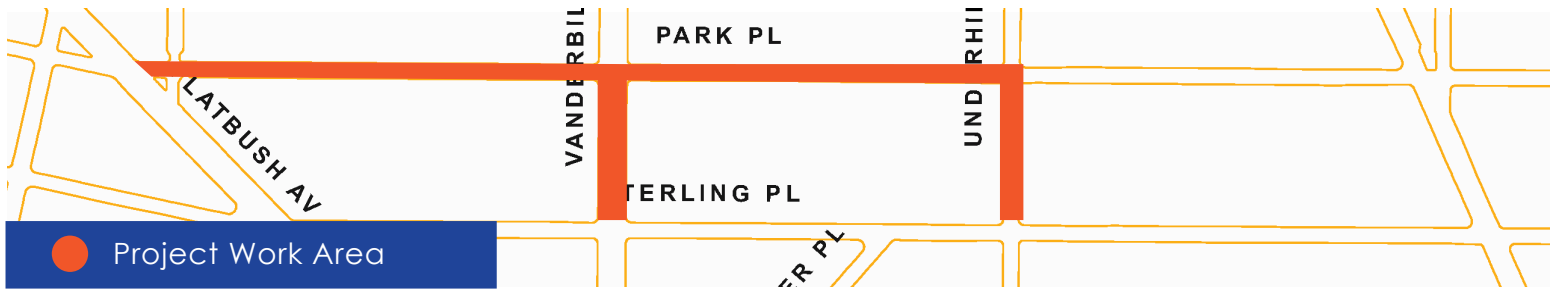 PARK PL
VANDERBIL
UNDERHI
LATBUSH AV
TERLING PL
ER PL
Project Work Area